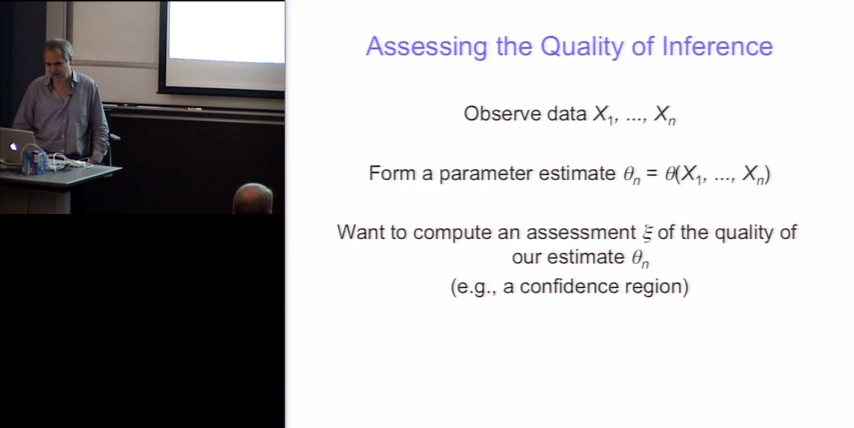 Assessing the Quality of Inference
Observe data X₁, ..., Xₙ
Form a parameter estimate θₙ = θ(X₁, ..., Xₙ)
Want to compute an assessment ξ of the quality of
our estimate θₙ
(e.g., a confidence region)